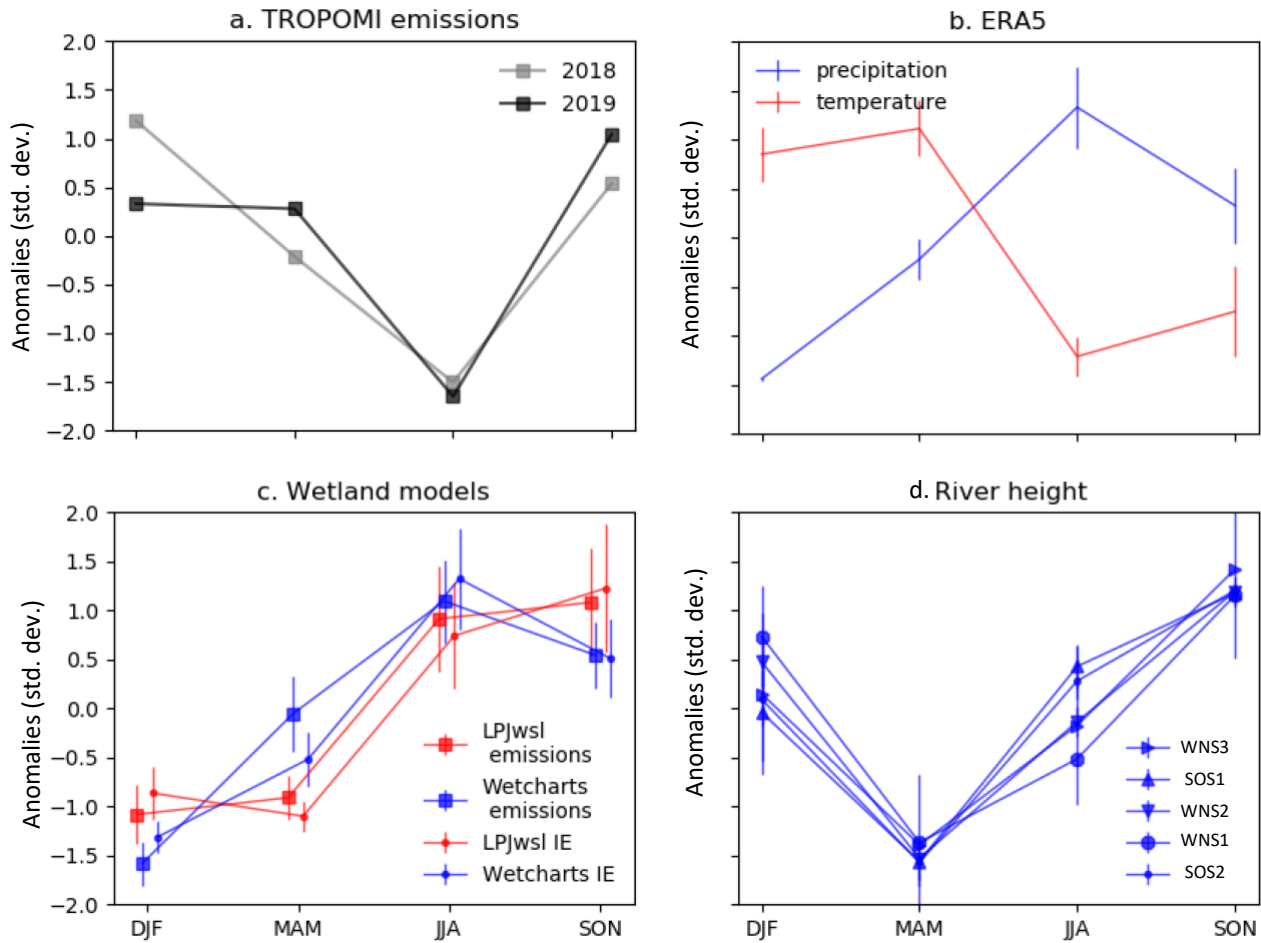 a. TROPOMI emissions
2.0
1.5
1.0
0.5
0.0
−0.5
−1.0
−1.5
−2.0
Anomalies (std. dev.)
2018
2019
b. ERA5
Anomalies (std. dev.)
precipitation
temperature
c. Wetland models
2.0
1.5
1.0
0.5
0.0
−0.5
−1.0
−1.5
−2.0
Anomalies (std. dev.)
LPJwsl
emissions
Wetcharts
emissions
LPJwsl IE
Wetcharts IE
DJF MAM JJA SON
d. River height
Anomalies (std. dev.)
WNS3
SOS1
WNS2
WNS1
SOS2
DJF MAM JJA SON